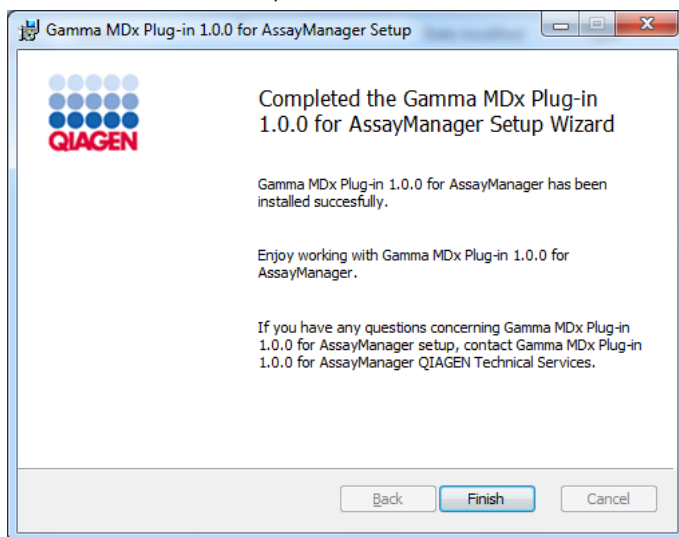 Gamma MDx Plug-in 1.0.0 for AssayManager Setup
X
QIAGEN
Completed the Gamma MDx Plug-in
1.0.0 for AssayManager Setup Wizard
Gamma MDx Plug-in 1.0.0 for AssayManager has been
installed succesfully.
Enjoy working with Gamma MDx Plug-in 1.0.0 for
AssayManager.
If you have any questions concerning Gamma MDx Plug-in
1.0.0 for AssayManager setup, contact Gamma MDx Plug-in
1.0.0 for AssayManager QIAGEN Technical Services.
Back Finish Cancel